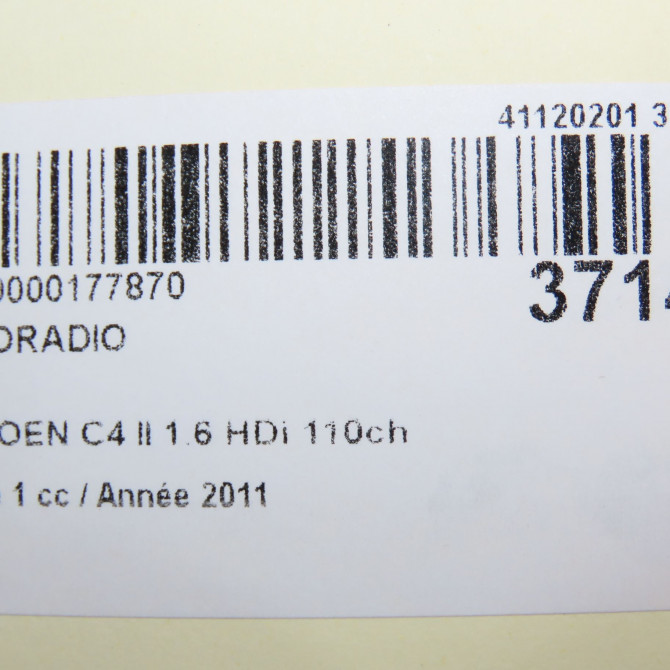 41120201 3
0000177870
3714
ORADIO
OEN C4 II 1.6 HDi 110ch
1 cc / Année 2011